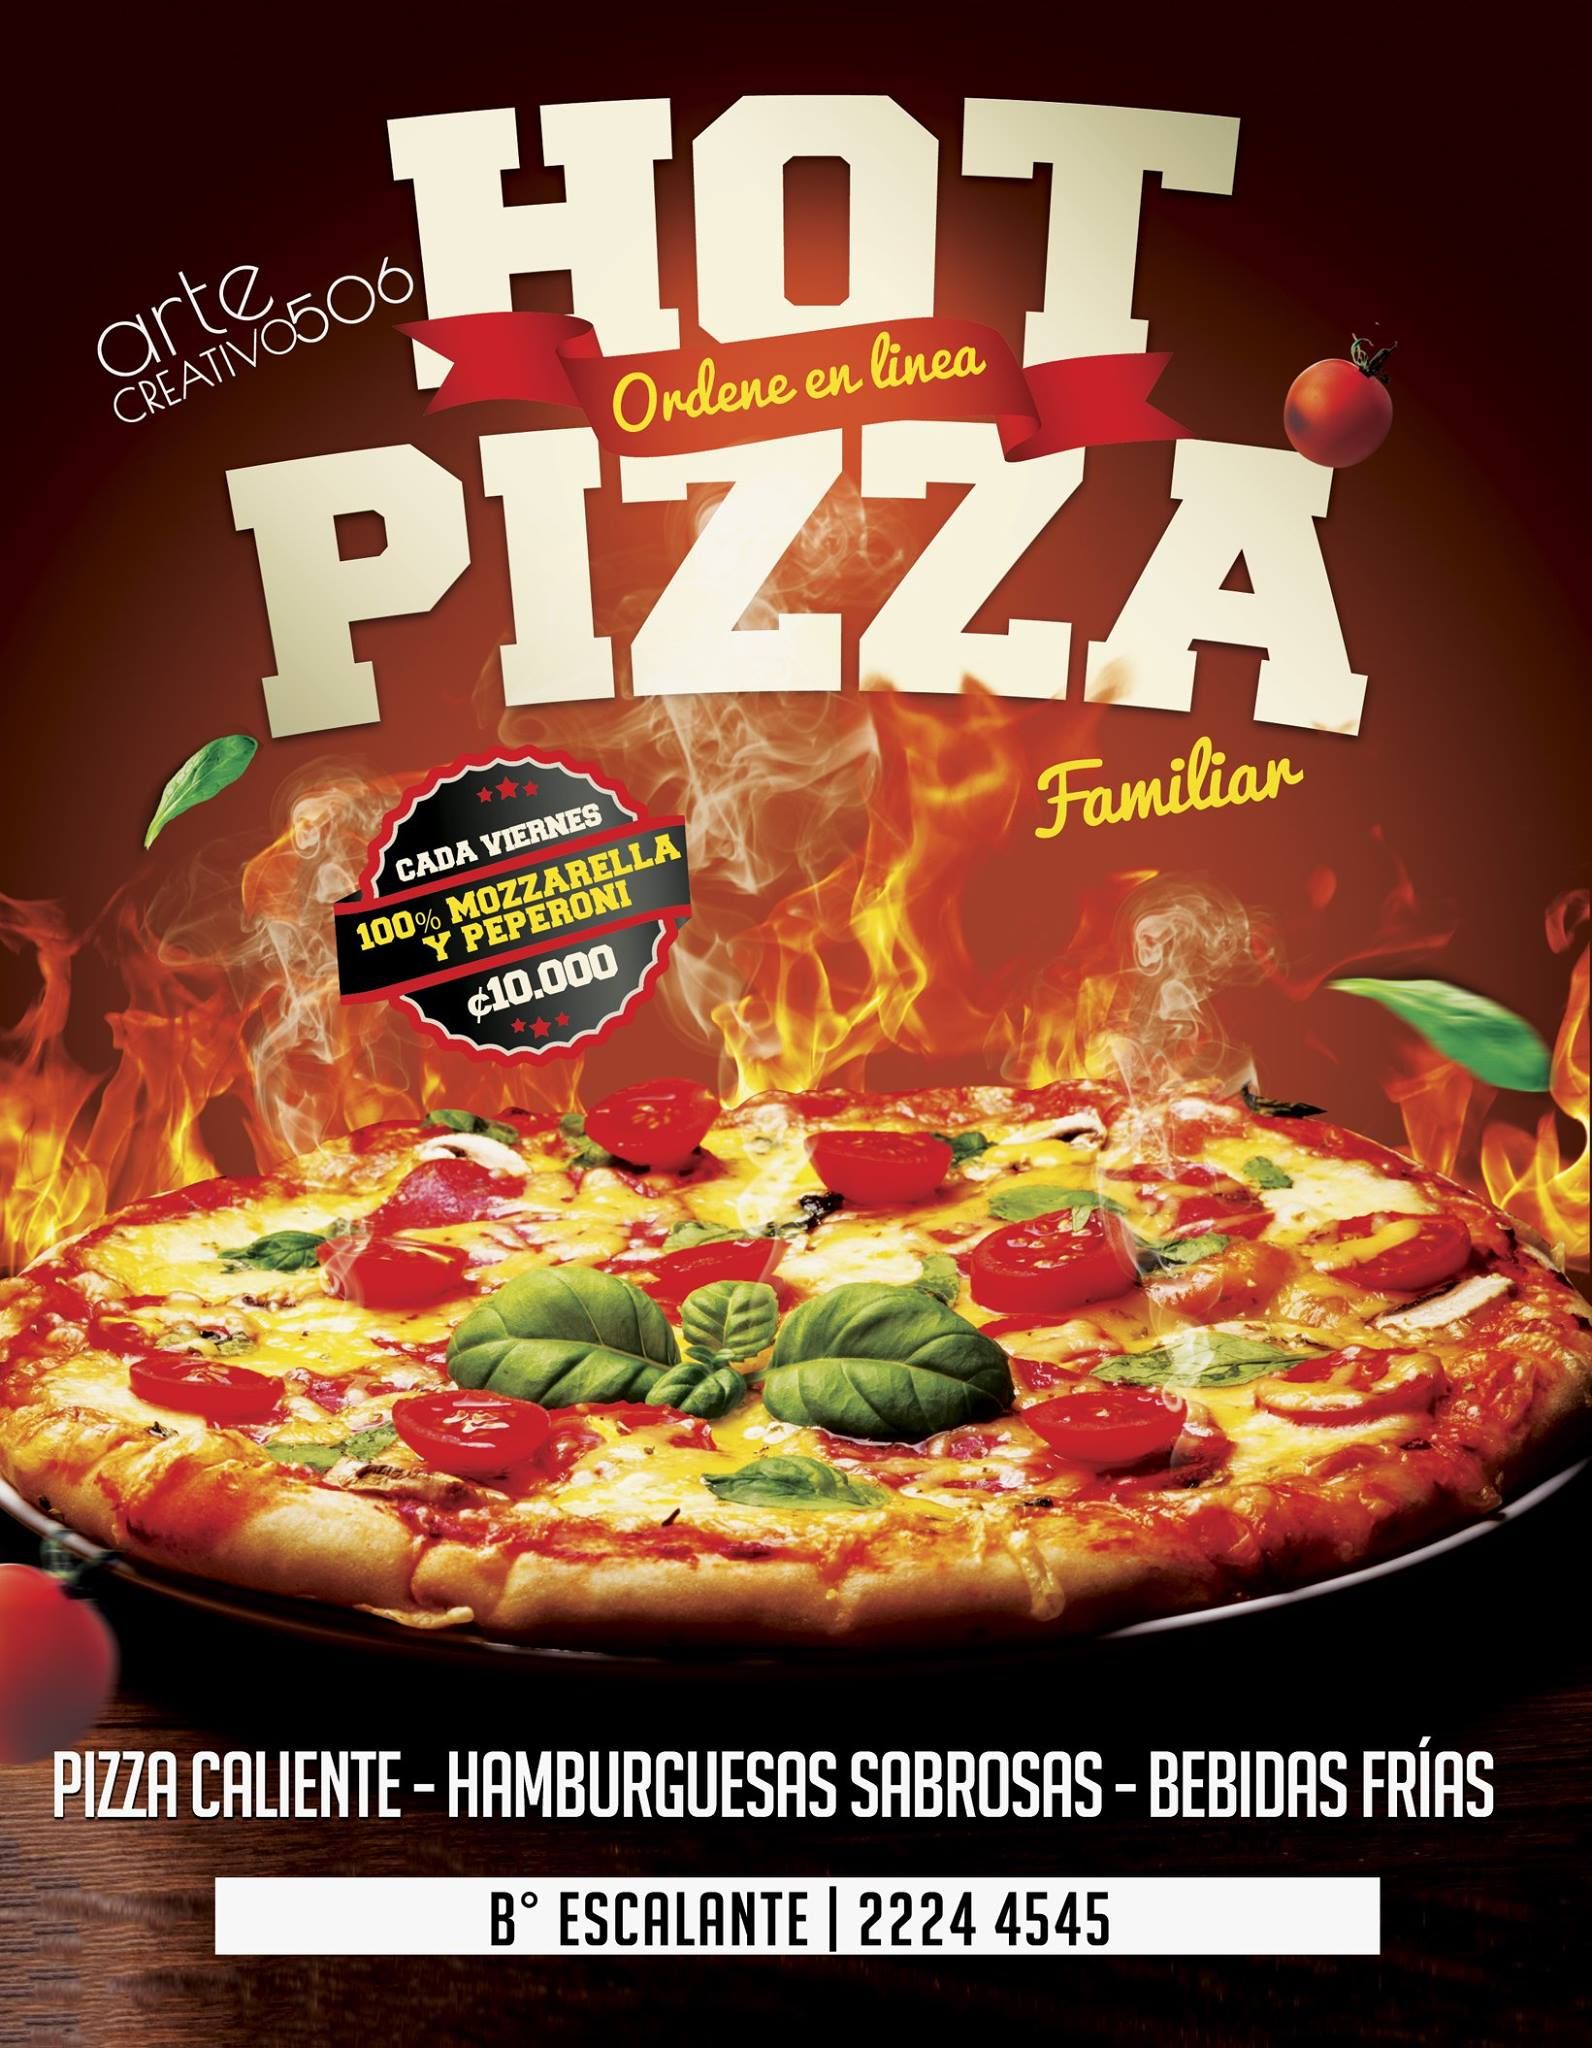 HOT
arte
CREATIVO506
Ordene en linea
PIZZA
Familiar
CADA VIERNES
100% MOZZARELLA
Y PEPERONI
¢10.000
PIZZA CALIENTE - HAMBURGUESAS SABROSAS - BEBIDAS FRÍAS
B° ESCALANTE | 2224 4545